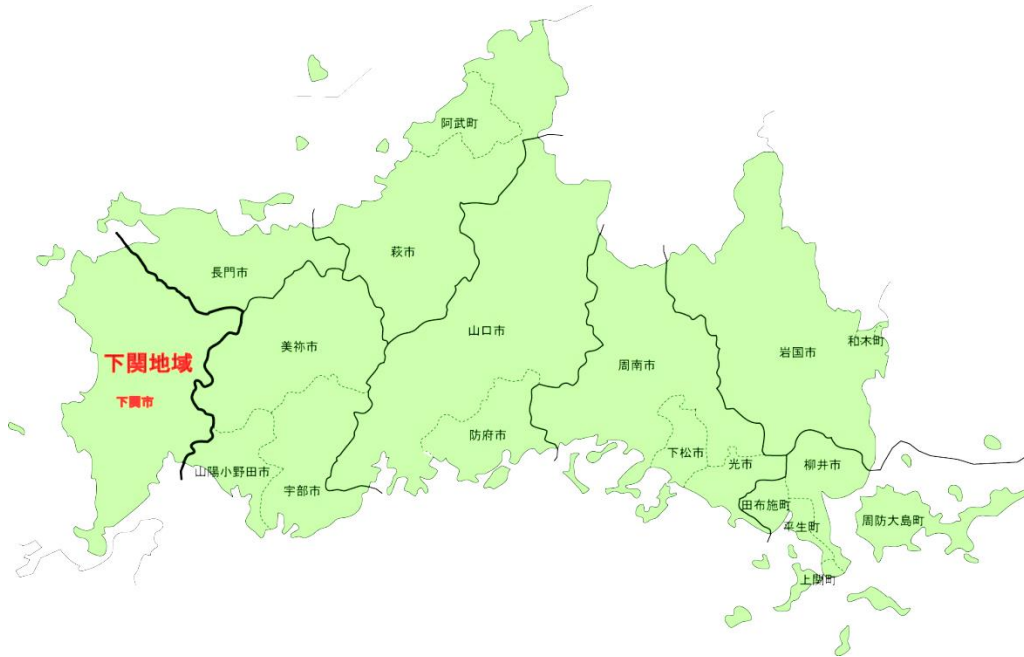 阿武町
萩市
長門市
山口市
美祢市
下関地域
下関市
周南市
岩国市
和木町
防府市
下松市
光市
柳井市
山陽小野田市
宇部市
田布施町
平生町
周防大島町
上関町